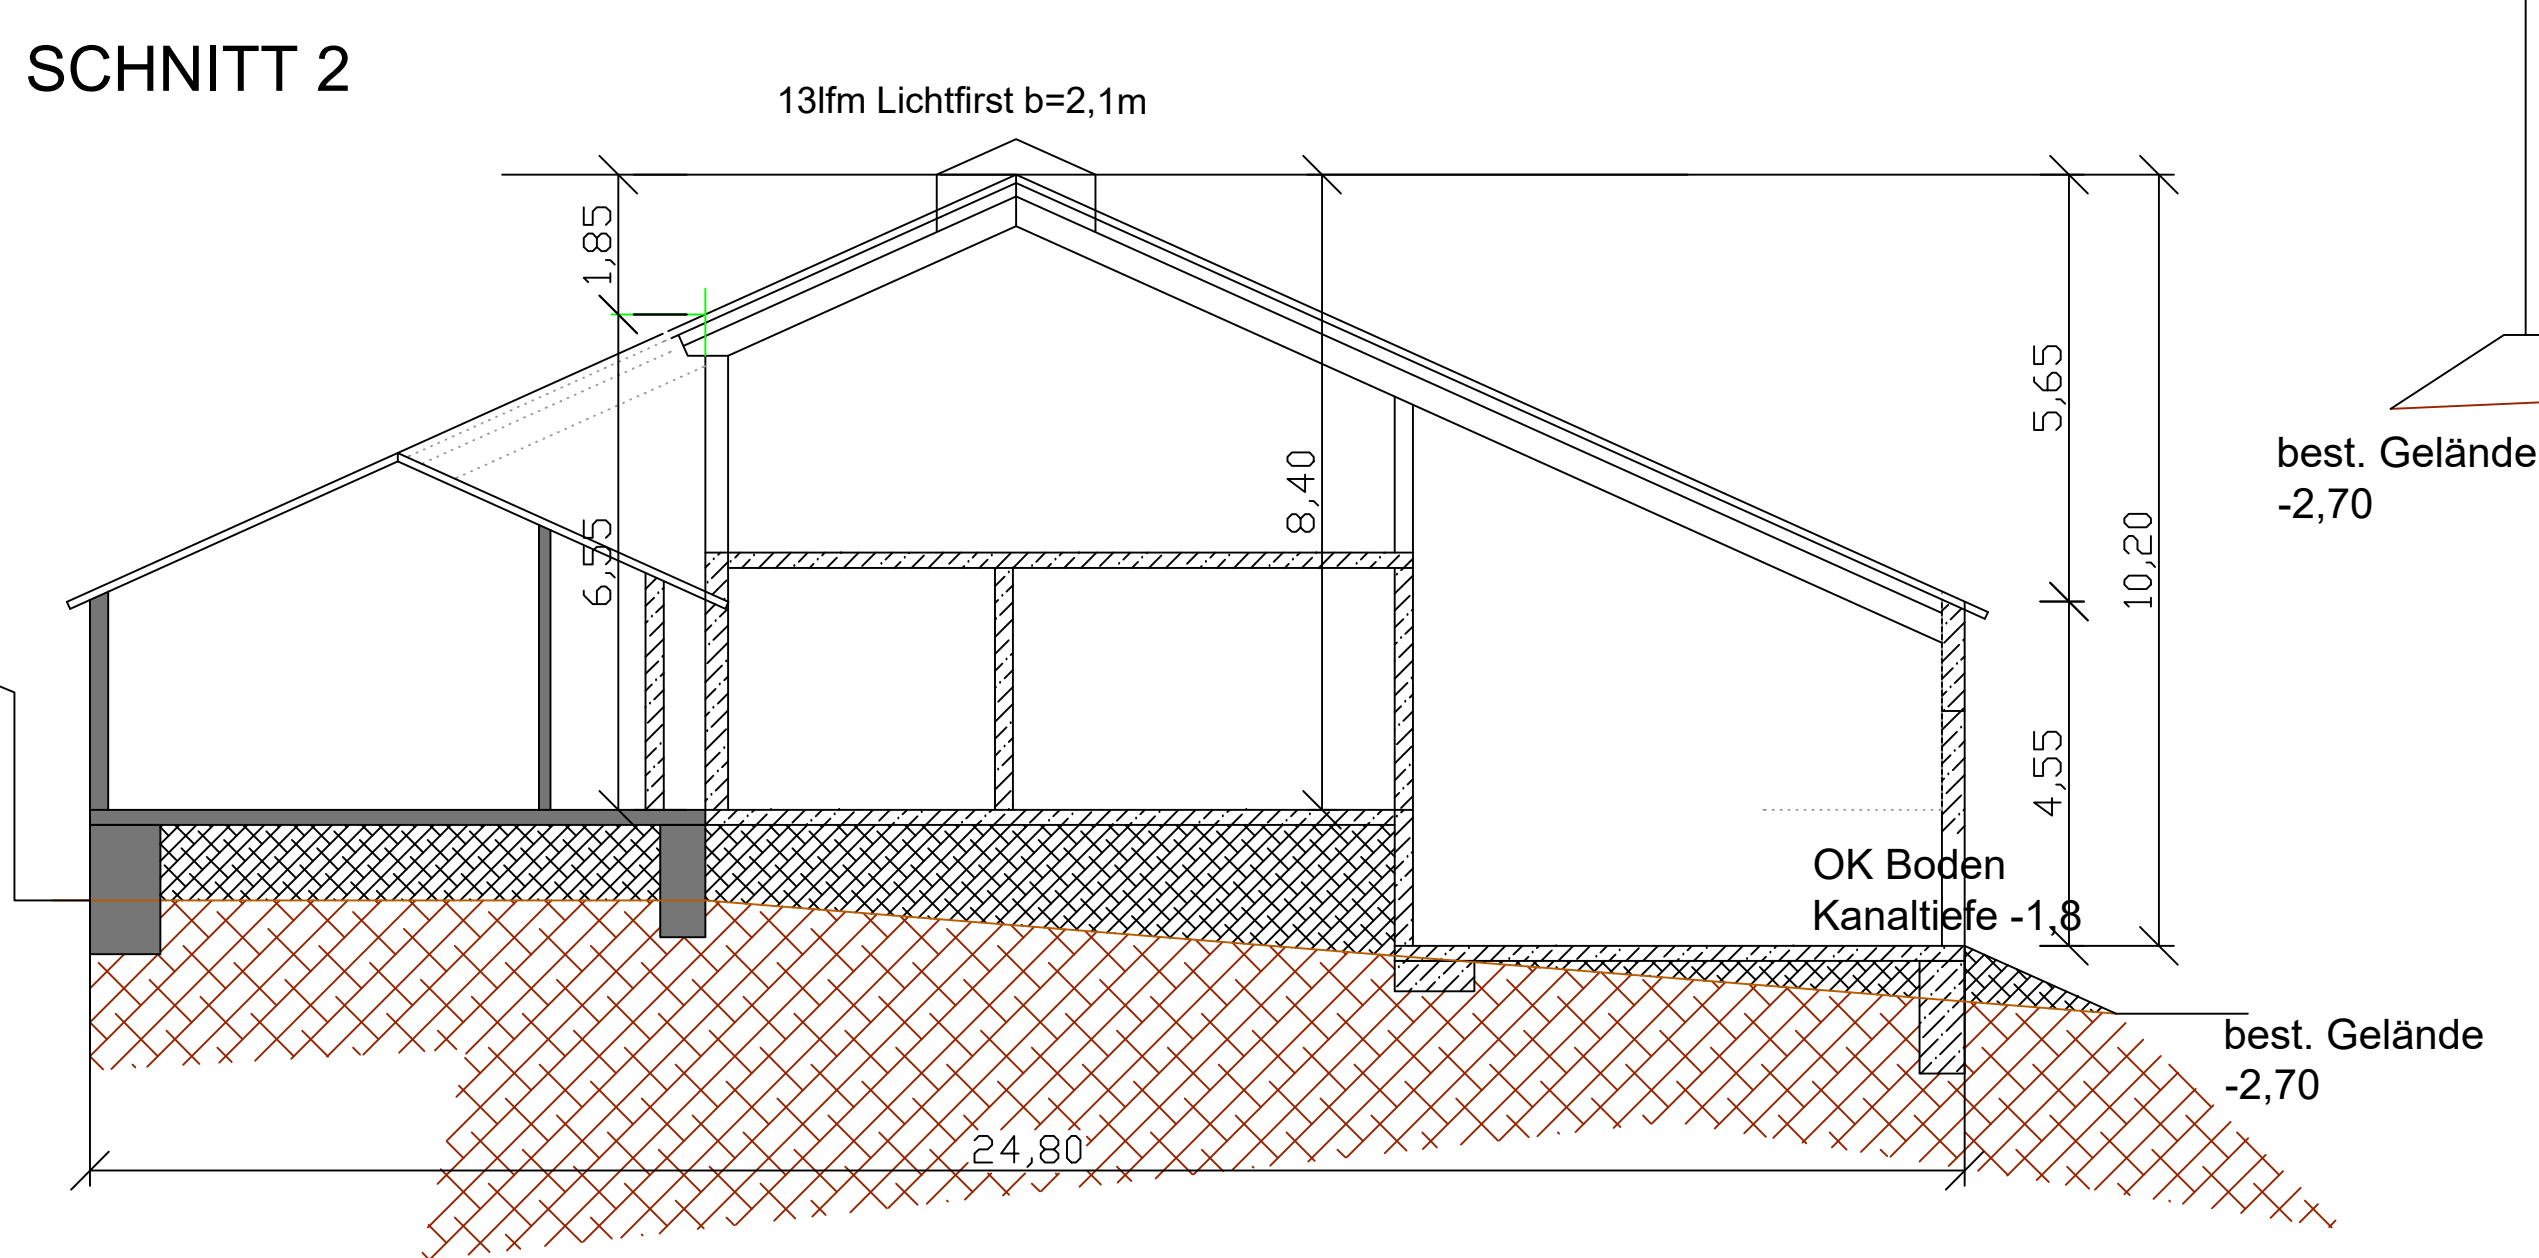 SCHNITT 2
13lfm Lichtfirst b=2,1m
1,85
5,65
8,40
6,55
10,20
best. Gelände
-2,70
4,55
OK Boden
Kanaltiefe -1,8
best. Gelände
-2,70
24,80